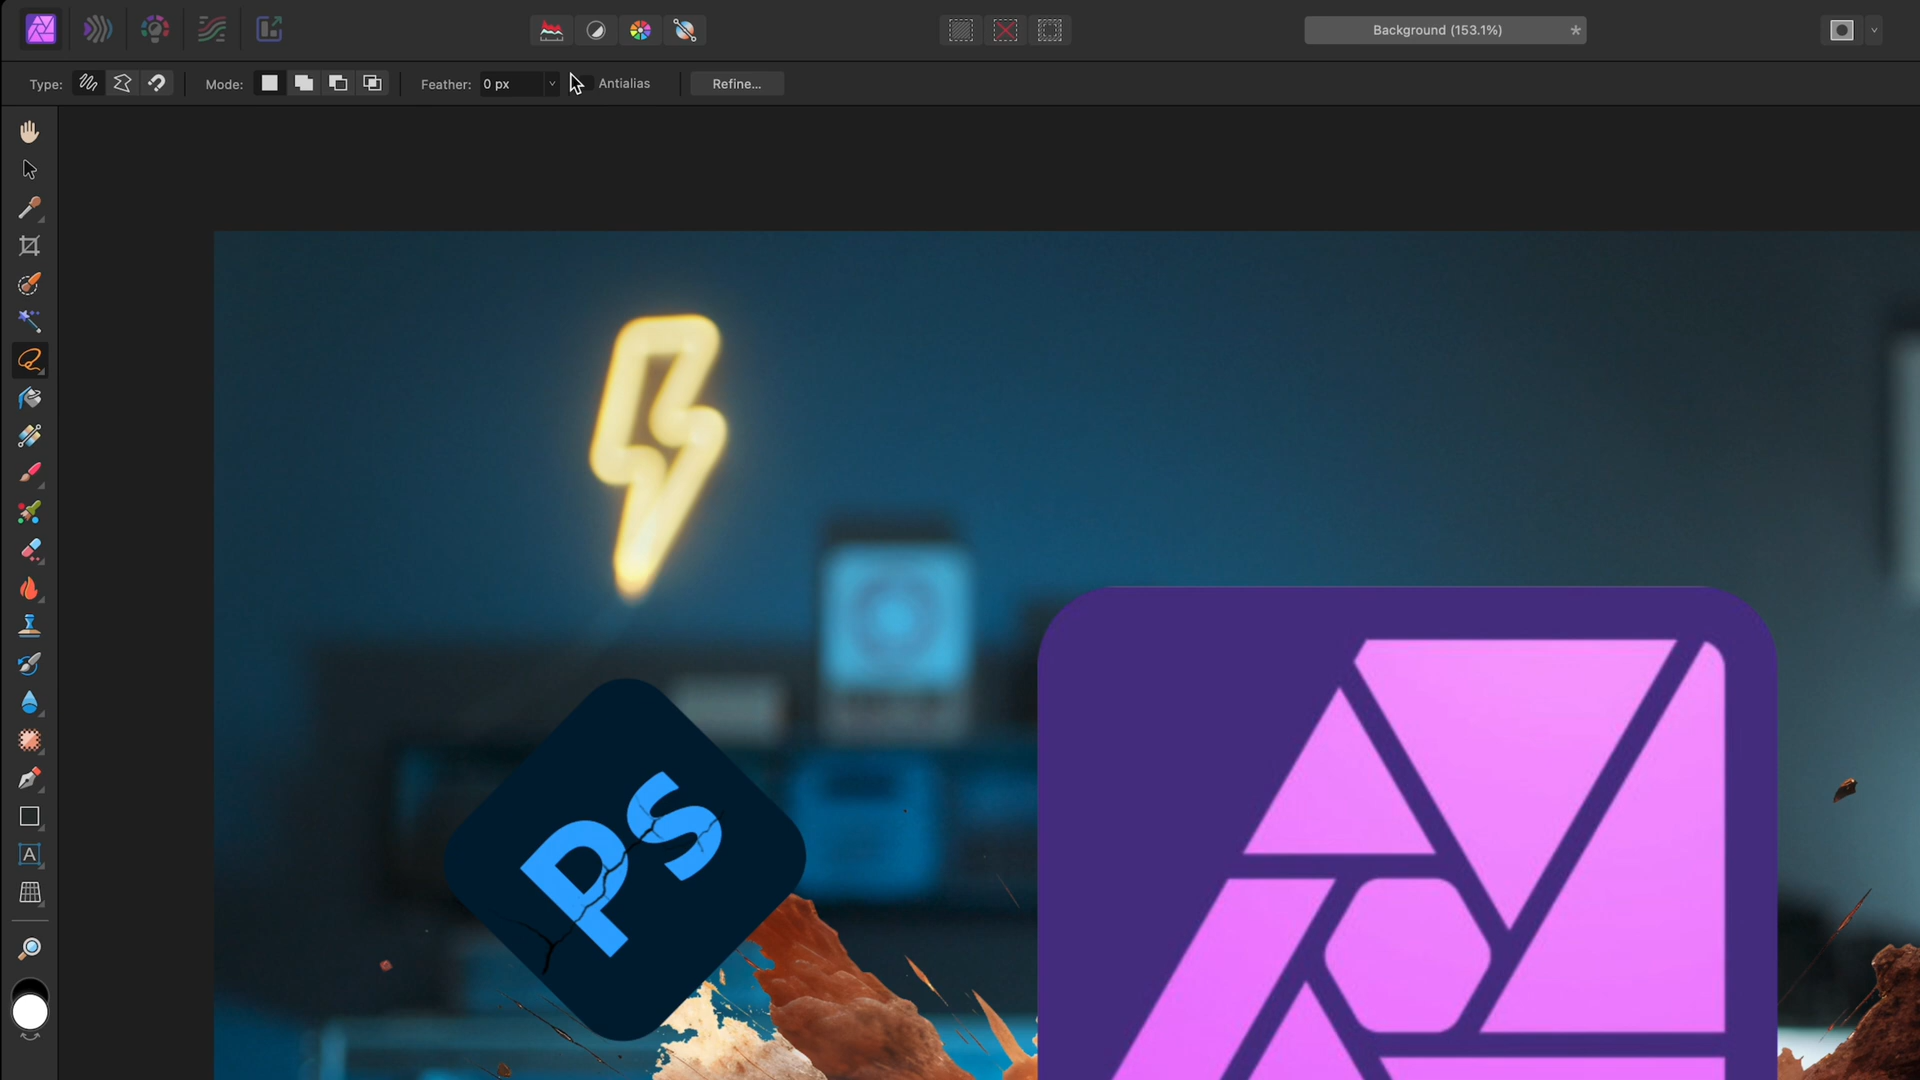 Background (153.1%) *
Type: Mode: Feather: 0 px Antialias Refine...
A
Ps